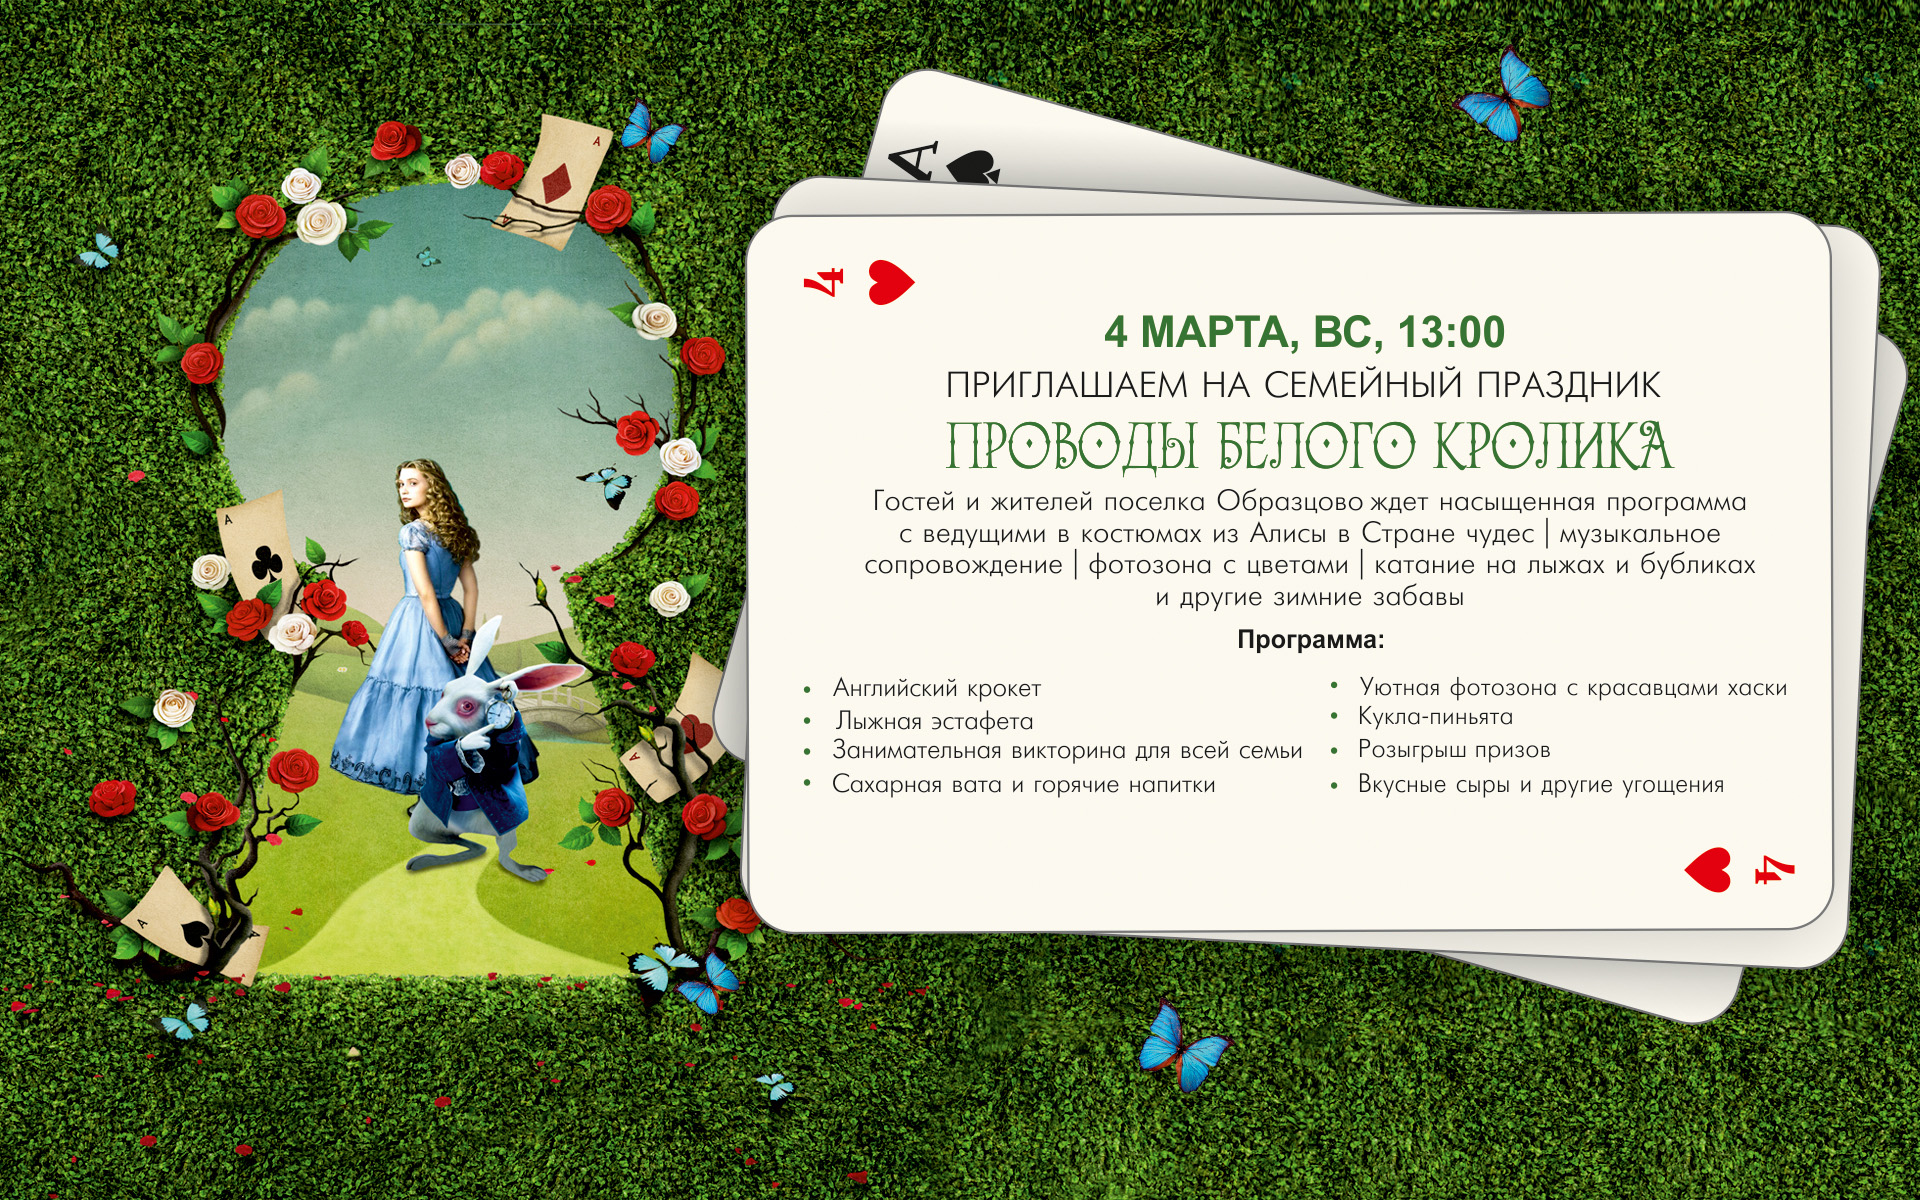 A
A
A
4
4 МАРТА, ВС, 13:00
ПРИГЛАШАЕМ НА СЕМЕЙНЫЙ ПРАЗДНИК
ПРОВОДЫ БЕЛОГО КРОЛИКА
Гостей и жителей поселка Образцово ждет насыщенная программа
с ведущими в костюмах из Алисы в Стране чудес | музыкальное
сопровождение | фотозона с цветами | катание на лыжах и бубликах
и другие зимние забавы
Программа:
Английский крокет
Лыжная эстафета
Занимательная викторина для всей семьи
Сахарная вата и горячие напитки
Уютная фотозона с красавцами хаски
Кукла-пиньята
Розыгрыш призов
Вкусные сыры и другие угощения
4
A
A
A
A
A